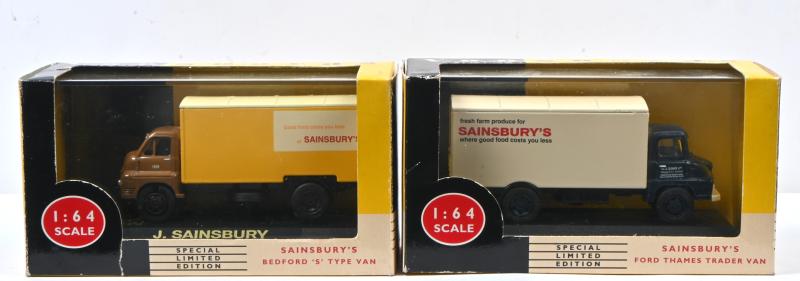 Good food costs you less
at SAINSBURY'S
J. SAINSBURY
1:64
SCALE
SPECIAL
LIMITED
EDITION
SAINSBURY'S
BEDFORD 'S' TYPE VAN
fresh farm produce for
SAINSBURY'S
where good food costs you less
1:64
SCALE
SPECIAL
LIMITED
EDITION
SAINSBURY'S
FORD THAMES TRADER VAN